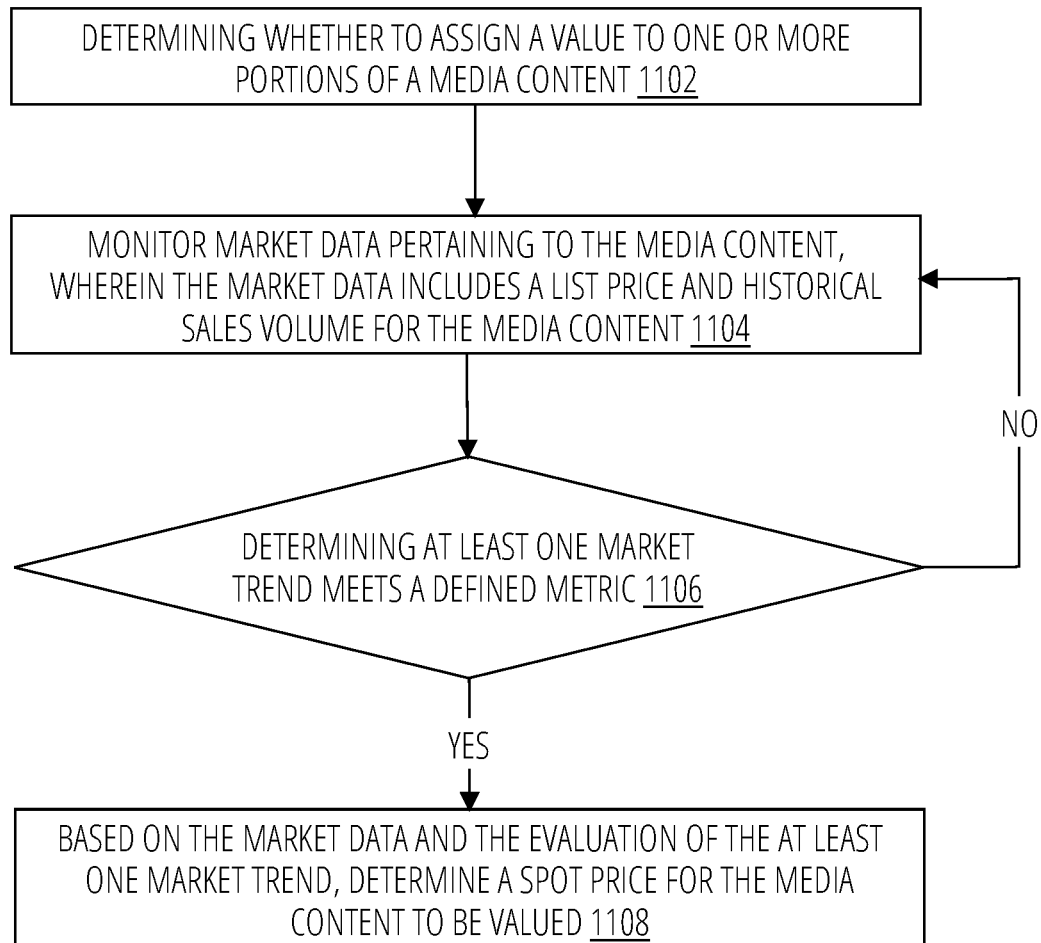 DETERMINING WHETHER TO ASSIGN A VALUE TO ONE OR MORE
PORTIONS OF A MEDIA CONTENT 1102
MONITOR MARKET DATA PERTAINING TO THE MEDIA CONTENT,
WHEREIN THE MARKET DATA INCLUDES A LIST PRICE AND HISTORICAL
SALES VOLUME FOR THE MEDIA CONTENT 1104
NO
DETERMINING AT LEAST ONE MARKET
TREND MEETS A DEFINED METRIC 1106
YES
BASED ON THE MARKET DATA AND THE EVALUATION OF THE AT LEAST
ONE MARKET TREND, DETERMINE A SPOT PRICE FOR THE MEDIA
CONTENT TO BE VALUED 1108